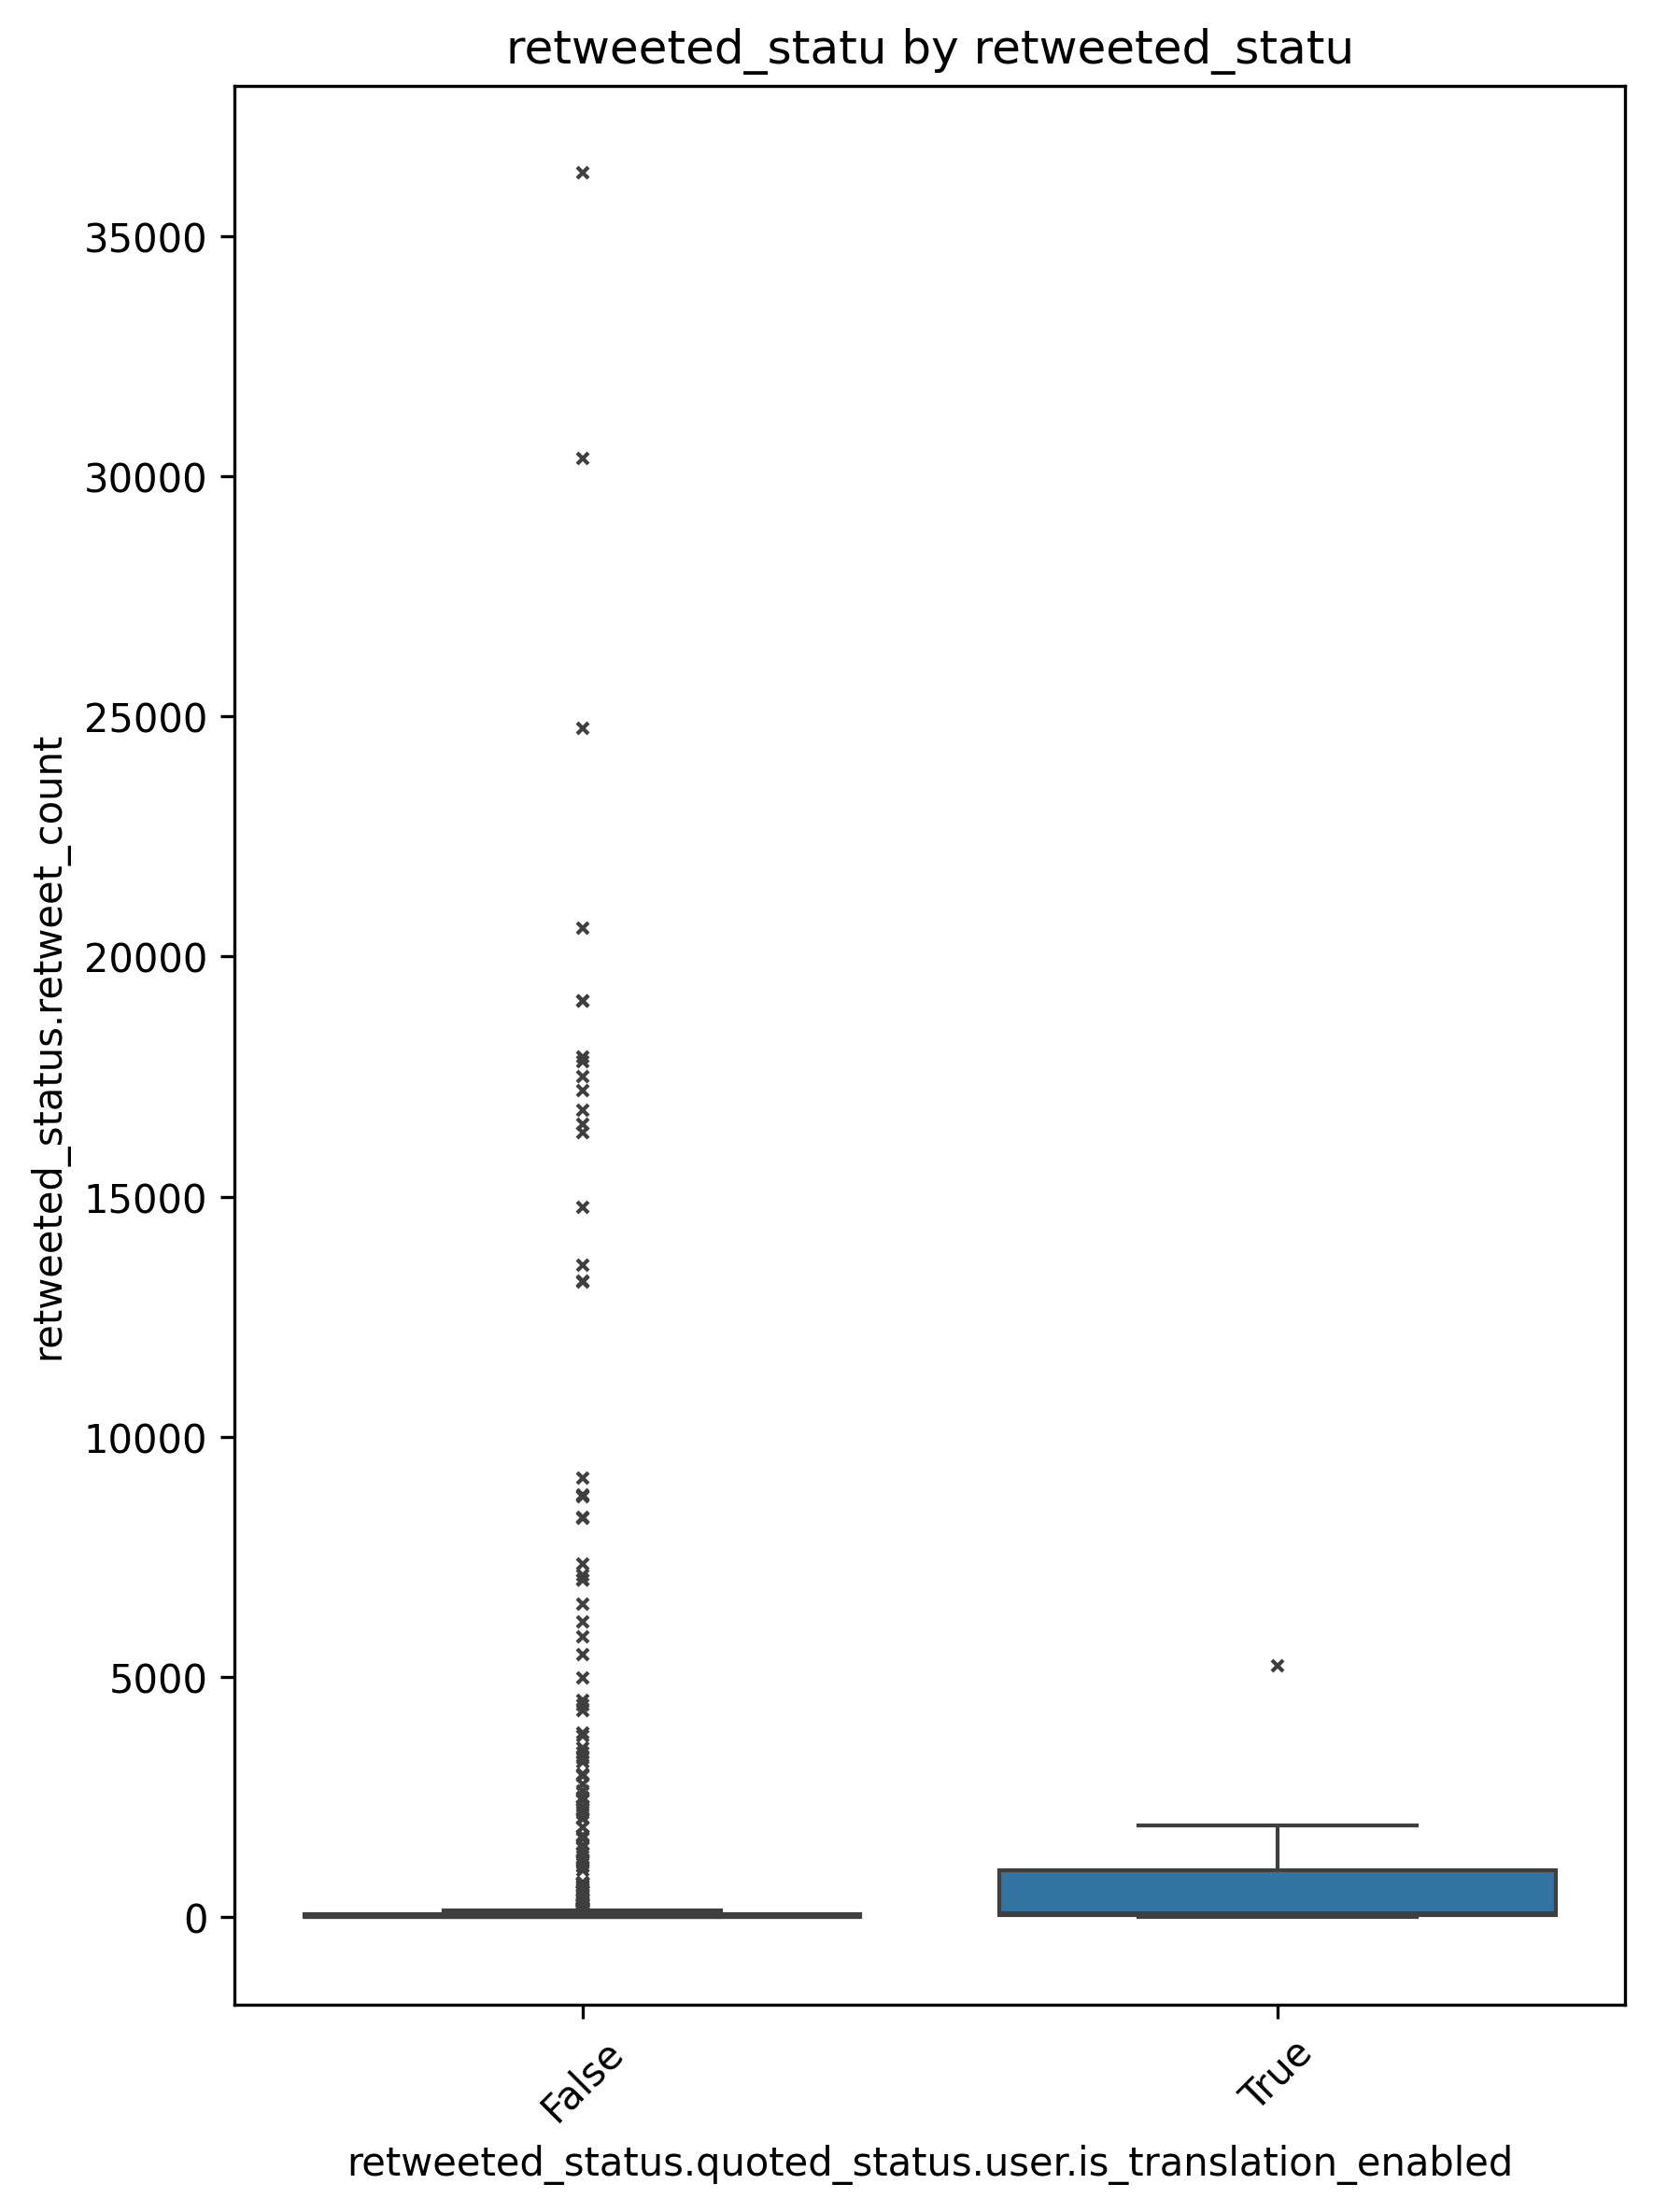 retweeted_statu by retweeted_statu
retweeted_status.retweet_count
35000
30000
25000
20000
15000
10000
5000
0
False
True
retweeted_status.quoted_status.user.is_translation_enabled